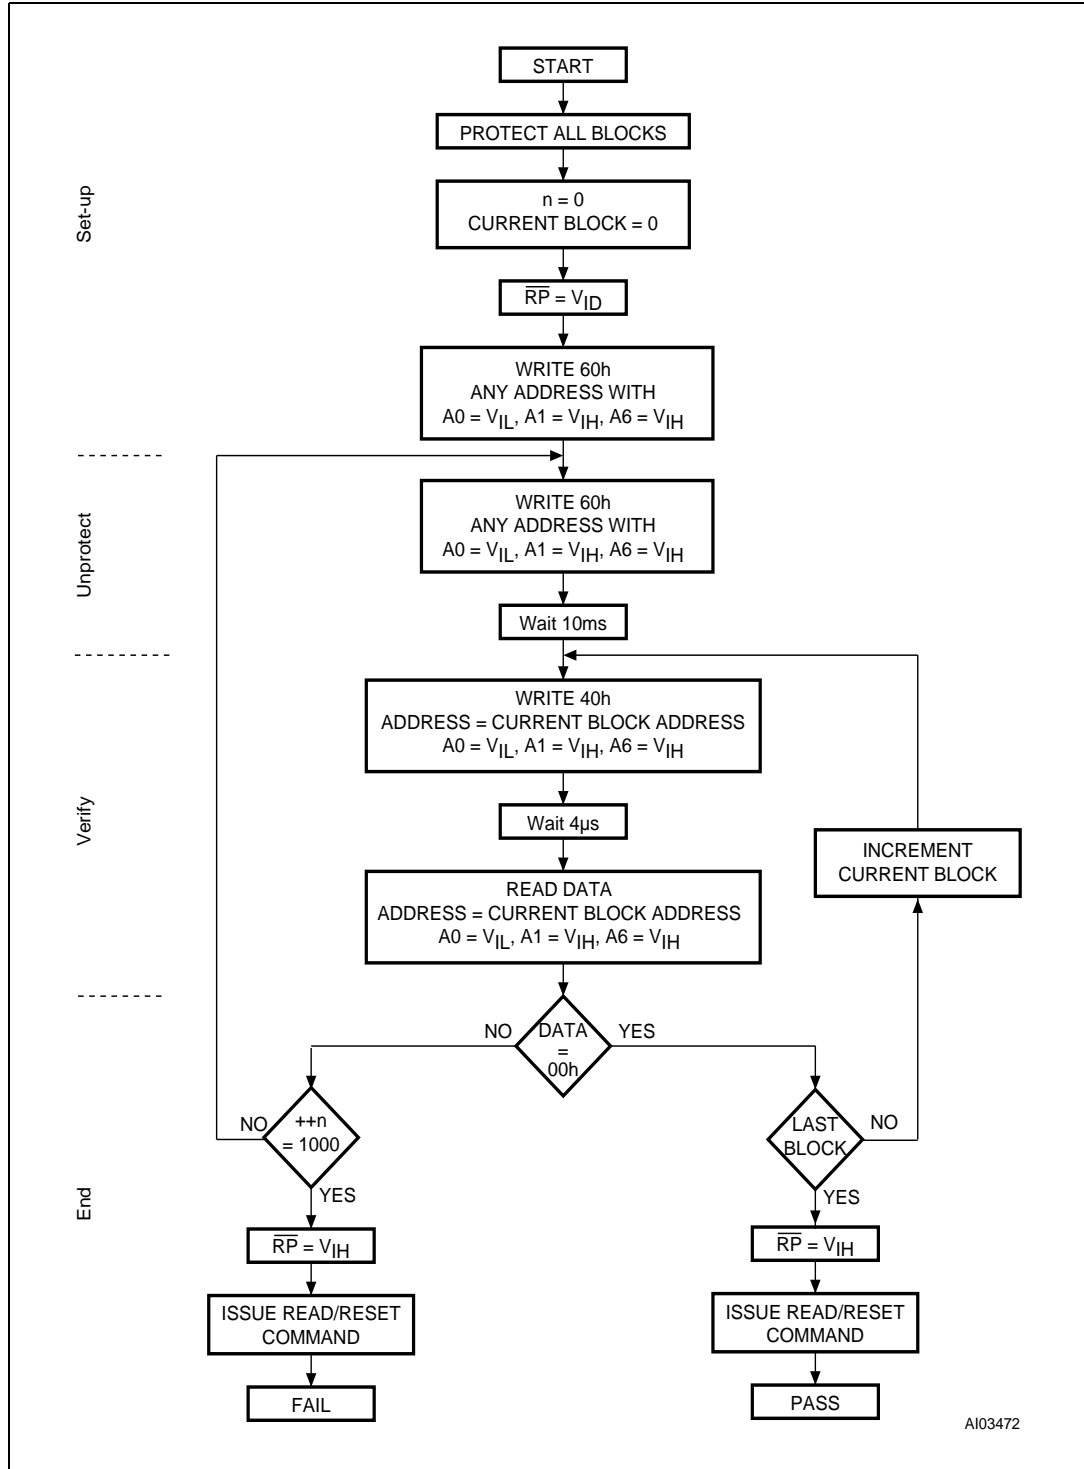 START
PROTECT ALL BLOCKS
Set-up
n = 0
CURRENT BLOCK = 0
RP = VID
WRITE 60h
ANY ADDRESS WITH
A0 = VIL, A1 = VIH, A6 = VIH
Unprotect
WRITE 60h
ANY ADDRESS WITH
A0 = VIL, A1 = VIH, A6 = VIH
Wait 10ms
Verify
WRITE 40h
ADDRESS = CURRENT BLOCK ADDRESS
A0 = VIL, A1 = VIH, A6 = VIH
Wait 4µs
INCREMENT
CURRENT BLOCK
READ DATA
ADDRESS = CURRENT BLOCK ADDRESS
A0 = VIL, A1 = VIH, A6 = VIH
End
NO
DATA
=
00h
YES
NO
++n
= 1000
YES
LAST
BLOCK
NO
YES
RP = VIH
RP = VIH
ISSUE READ/RESET
COMMAND
ISSUE READ/RESET
COMMAND
FAIL
PASS
AI03472